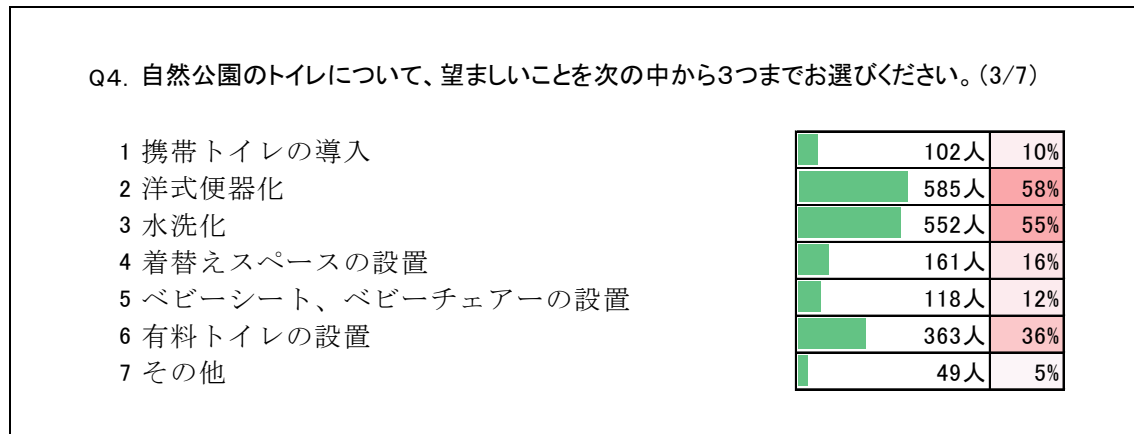 Q4. 自然公園のトイレについて、望ましいことを次の中から3つまでお選びください。(3/7)
1 携帯トイレの導入 102人 10%
2 洋式便器化 585人 58%
3 水洗化 552人 55%
4 着替えスペースの設置 161人 16%
5 ベビーシート、ベビーチェアーの設置 118人 12%
6 有料トイレの設置 363人 36%
7 その他 49人 5%